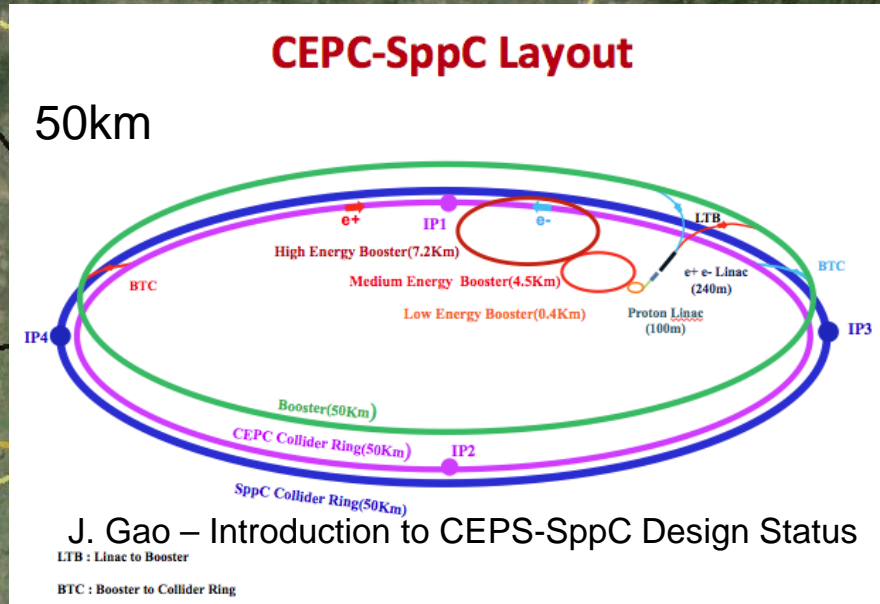 CEPC-SppC Layout
50km
e+
IP1
e-
LTB
High Energy Booster(7.2Km)
Medium Energy Booster(4.5Km)
e+ e- Linac
(240m)
BTC
BTC
Low Energy Booster(0.4Km)
Proton Linac
(100m)
IP4
IP3
Booster(50Km)
CEPC Collider Ring(50Km)
IP2
SppC Collider Ring(50Km)
J. Gao – Introduction to CEPS-SppC Design Status
LTB : Linac to Booster
BTC : Booster to Collider Ring